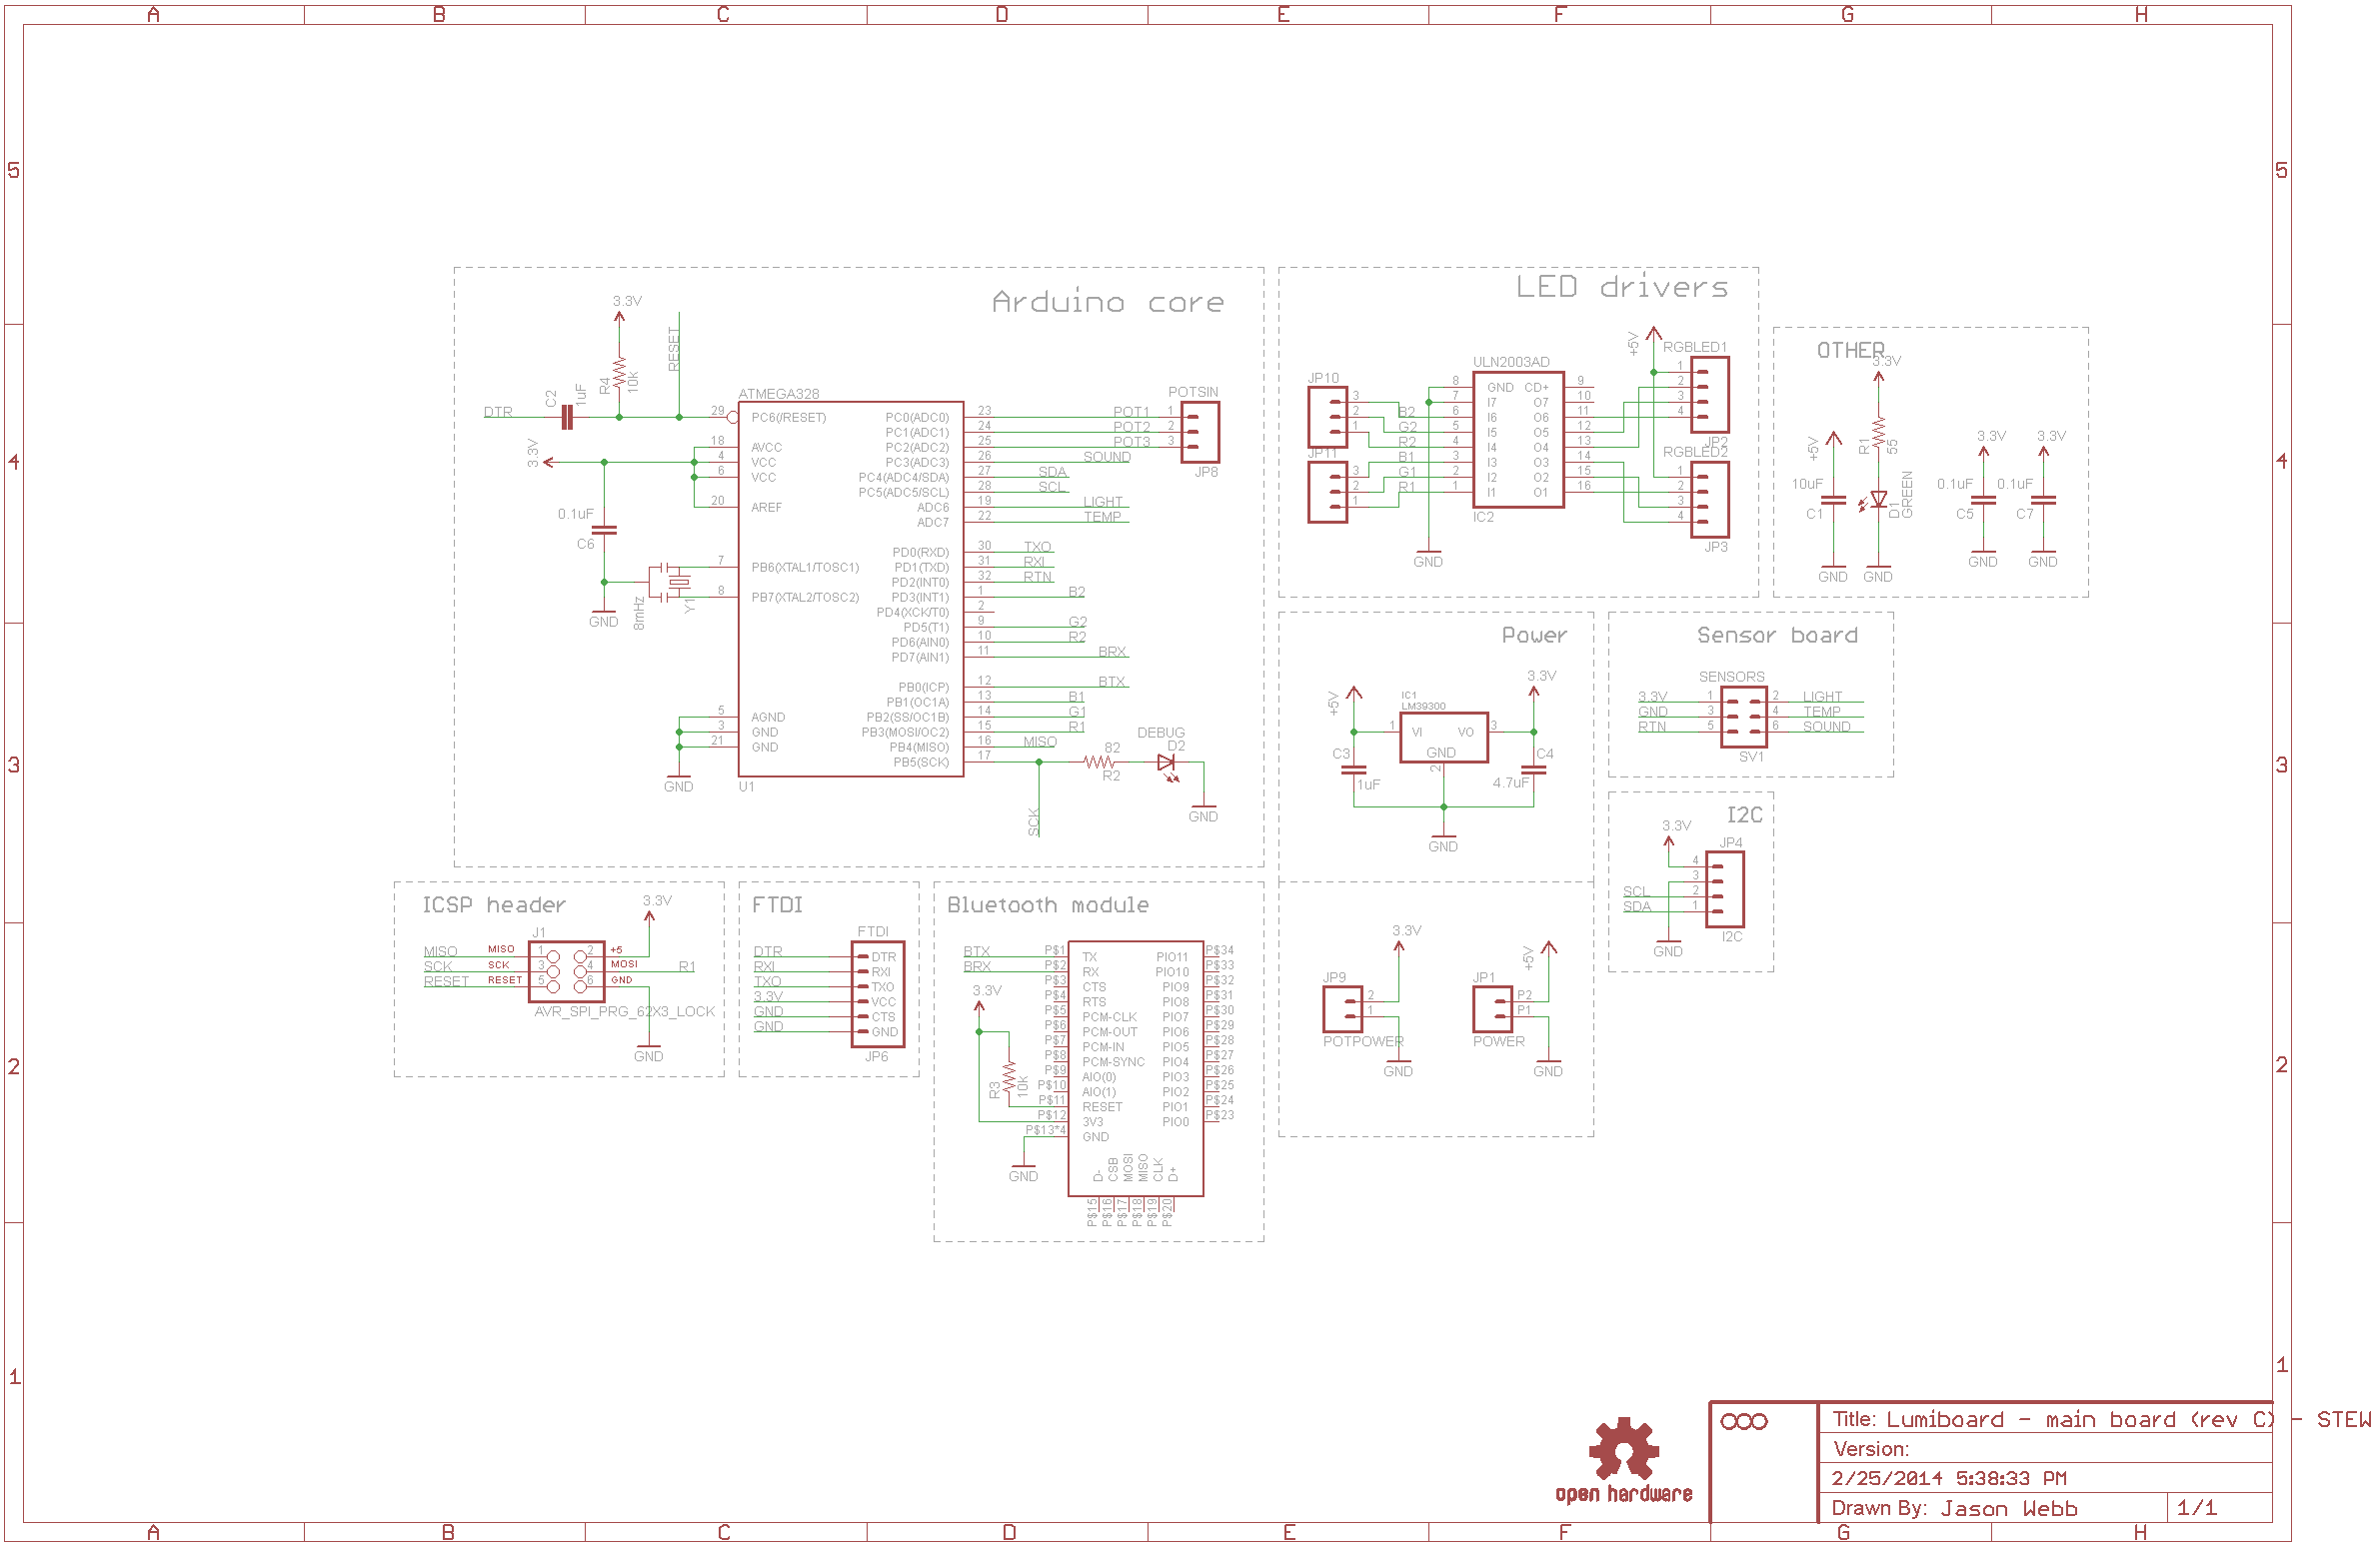 A B C D E F G H
5 5
4 4
3 3
2 2
1 1
Arduino core
3.3V
R4
10k
RESET
DTR
C2
1uF
3.3V
0.1uF
C6
GND
8mHz
Y1
GND
ATMEGA328
29 PC6(/RESET)
18 AVCC
4 VCC
6 VCC
20 AREF
7 PB6(XTAL1/TOSC1)
8 PB7(XTAL2/TOSC2)
5 AGND
3 GND
21 GND
U1
PC0(ADC0) 23 POT1 1
PC1(ADC1) 24 POT2 2
PC2(ADC2) 25 POT3 3
PC3(ADC3) 26 SOUND
PC4(ADC4/SDA) 27 SDA
PC5(ADC5/SCL) 28 SCL
ADC6 19 LIGHT
ADC7 22 TEMP
PD0(RXD) 30 TXO
PD1(TXD) 31 RXI
PD2(INT0) 32 RTN
PD3(INT1) 1 B2
PD4(XCK/T0) 2
PD5(T1) 9 G2
PD6(AIN0) 10 R2
PD7(AIN1) 11 BRX
PB0(ICP) 12 BTX
PB1(OC1A) 13 B1
PB2(SS/OC1B) 14 G1
PB3(MOSI/OC2) 15 R1
PB4(MISO) 16 MISO
PB5(SCK) 17
POTSIN
JP8
82
R2
DEBUG
D2
GND
SCK
LED drivers
JP10
3
2
1
JP11
3
2
1
B2
G2
R2
B1
G1
R1
ULN2003AD
8 GND CD+ 9
7 I7 O7 10
6 I6 O6 11
5 I5 O5 12
4 I4 O4 13
3 I3 O3 14
2 I2 O2 15
1 I1 O1 16
IC2
GND
+5V
RGBLED1
1
2
3
4
JP2
RGBLED2
1
2
3
4
JP3
OTHER
3.3V
R1
55
D1
GREEN
GND
+5V
10uF
C1
GND
3.3V
0.1uF
C5
GND
3.3V
0.1uF
C7
GND
Power
+5V
C3
1uF
IC1
LM39300
1 VI VO 3
GND
2
3.3V
C4
4.7uF
GND
Sensor board
SENSORS
3.3V 1 2 LIGHT
GND 3 4 TEMP
RTN 5 6 SOUND
SV1
I2C
3.3V
JP4
4
3
SCL 2
SDA 1
I2C
GND
ICSP header
3.3V
J1
MISO MISO 1 2 +5
SCK SCK 3 4 MOSI R1
RESET RESET 5 6 GND
AVR_SPI_PRG_62X3_LOCK
GND
FTDI
FTDI
DTR DTR
RXI RXI
TXO TXO
3.3V VCC
GND CTS
GND GND
JP6
Bluetooth module
BTX P$1 TX PIO11 P$34
BRX P$2 RX PIO10 P$33
P$3 CTS PIO9 P$32
P$4 RTS PIO8 P$31
P$5 PCM-CLK PIO7 P$30
P$6 PCM-OUT PIO6 P$29
P$7 PCM-IN PIO5 P$28
P$8 PCM-SYNC PIO4 P$27
P$9 AIO(0) PIO3 P$26
P$10 AIO(1) PIO2 P$25
P$11 RESET PIO1 P$24
P$12 3V3 PIO0 P$23
P$13*4 GND
3.3V
R3
10K
GND
D- CSB MOSI MISO CLK D+
P$15 P$16 P$17 P$18 P$19 P$20
3.3V
JP9
2
1
POTPOWER
GND
+5V
JP1
P2
P1
POWER
GND
open hardware
Title: Lumiboard - main board (rev C) - STEW
Version:
2/25/2014 5:38:33 PM
Drawn By: Jason Webb 1/1
A B C D E F G H